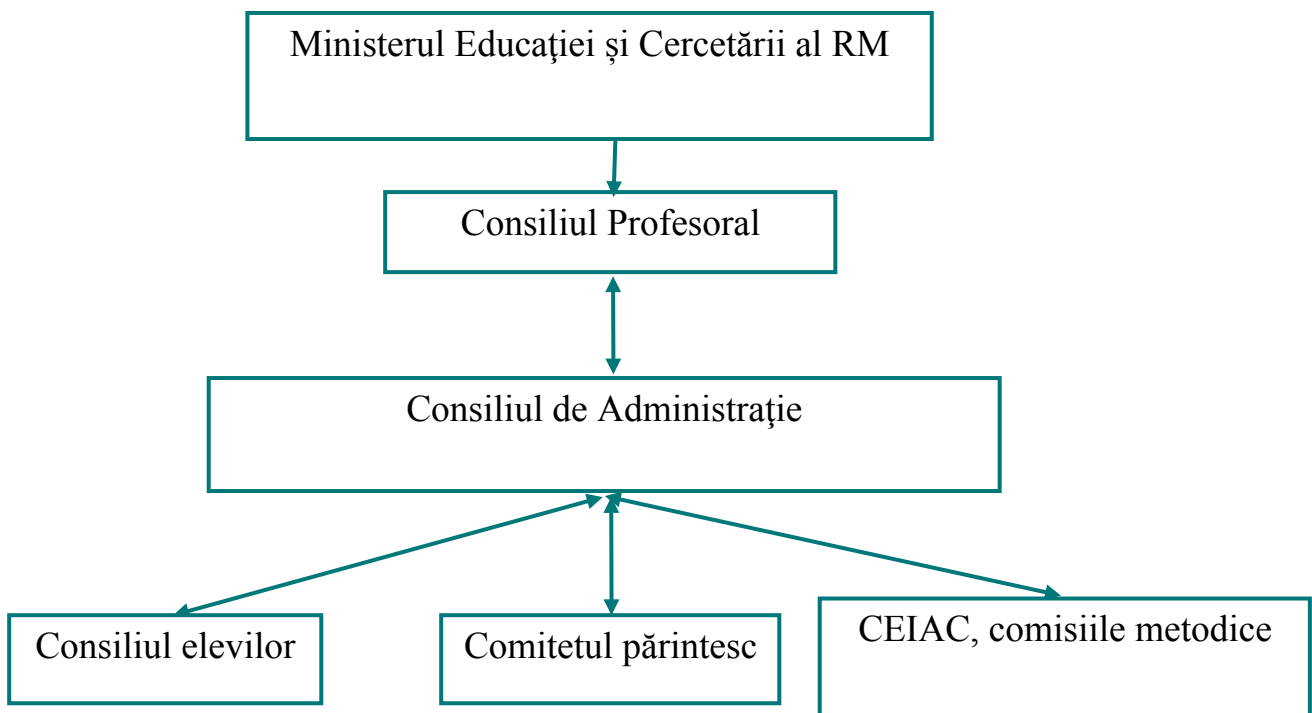 Ministerul Educaţiei și Cercetării al RM
Consiliul Profesoral
Consiliul de Administraţie
Consiliul elevilor
Comitetul părintesc
CEIAC, comisiile metodice